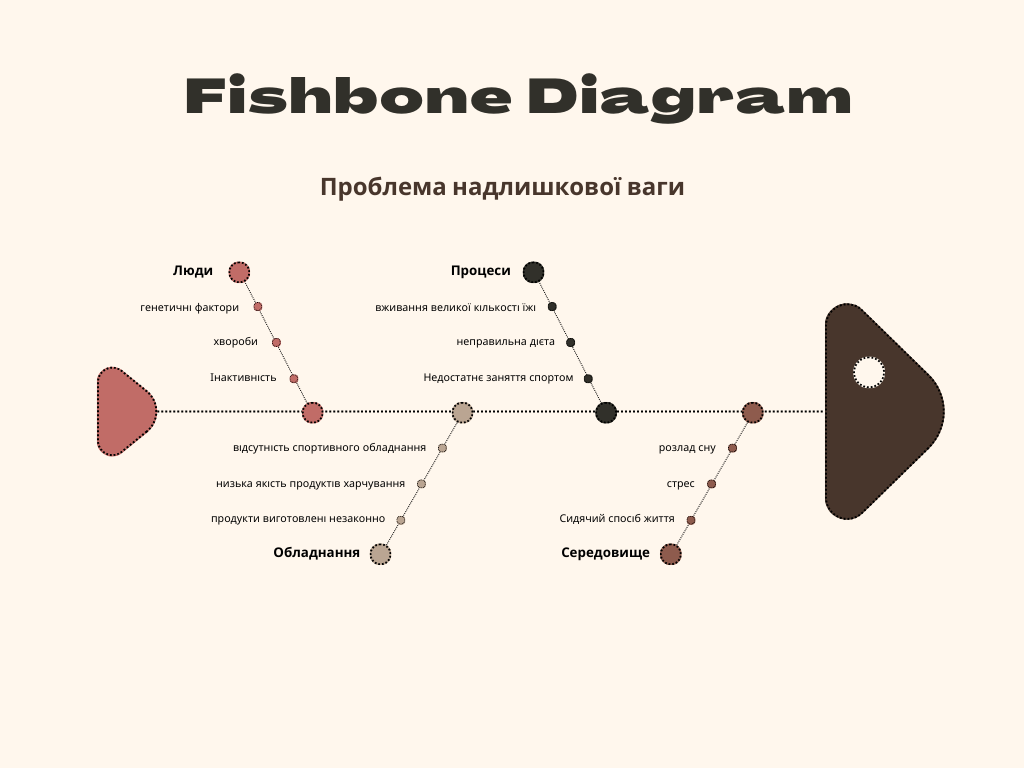 Fishbone Diagram
Проблема надлишкової ваги
Люди
генетичні фактори
хвороби
Інактивність
Процеси
вживання великої кількості їжі
неправильна дієта
Недостатнє заняття спортом
відсутність спортивного обладнання
низька якість продуктів харчування
продукти виготовлені незаконно
Обладнання
розлад сну
стрес
Сидячий спосіб життя
Середовище